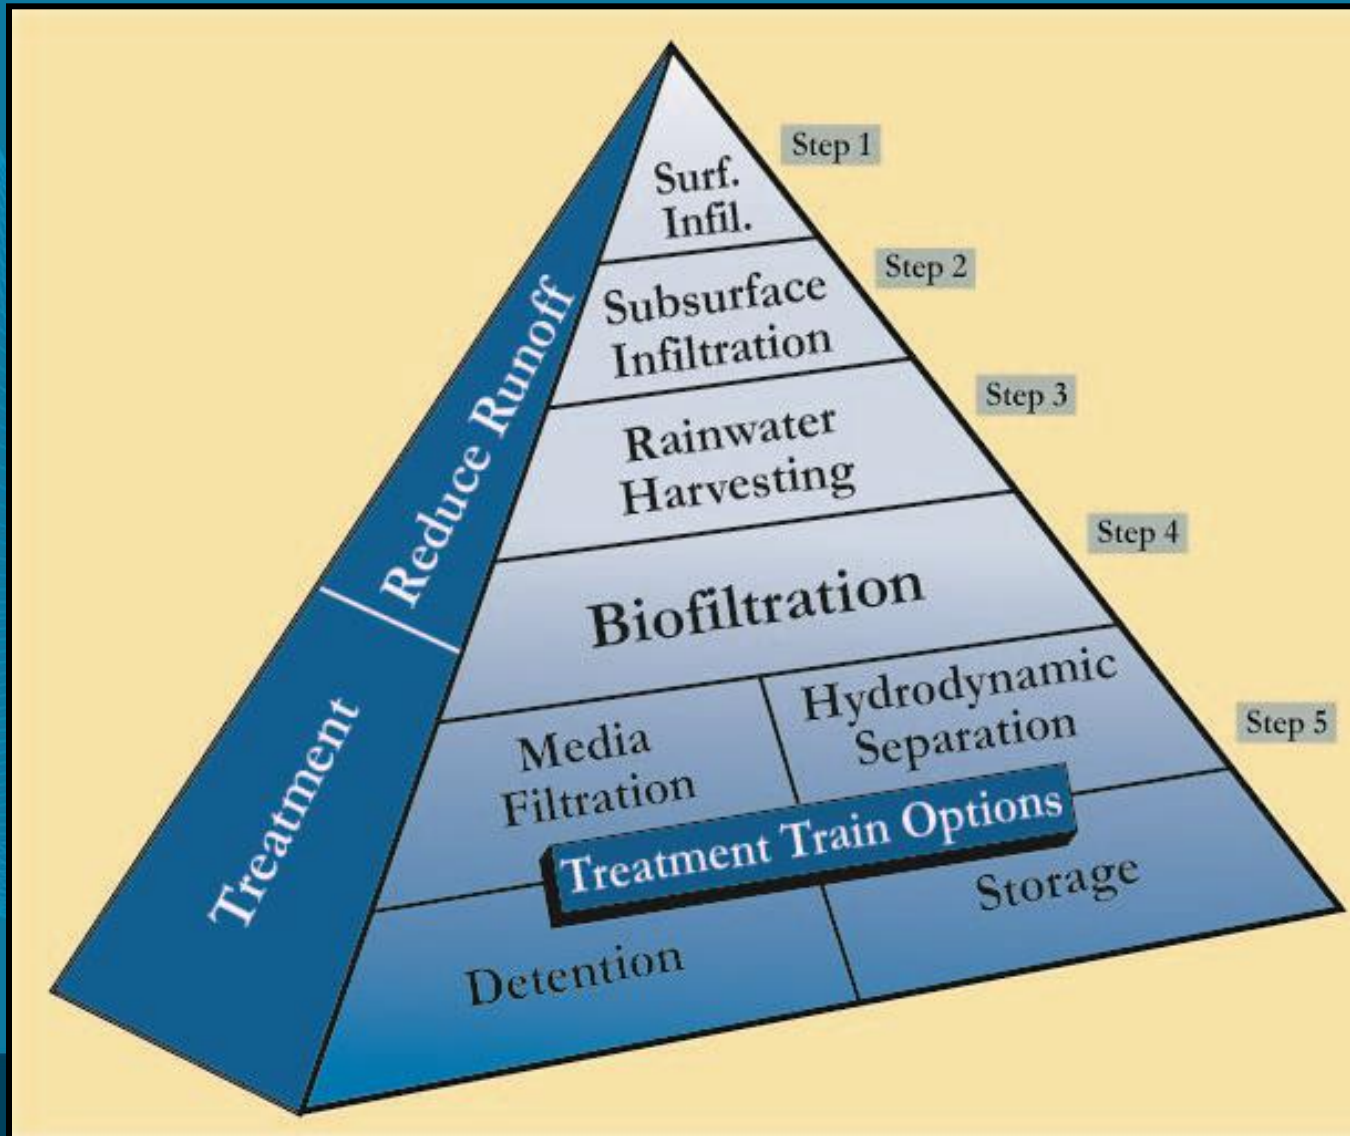 Step 1
Surf.
Infil.
Step 2
Subsurface
Infiltration
Step 3
Rainwater
Harvesting
Reduce Runoff
Step 4
Biofiltration
Treatment
Media
Filtration
Hydrodynamic
Separation
Step 5
Treatment Train Options
Detention
Storage